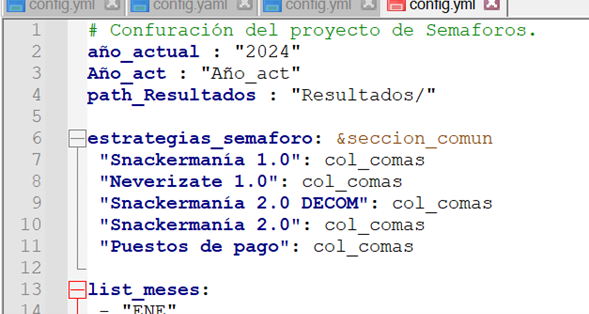 config.yml config.yaml config.yml config.yml
1 # Confuración del proyecto de Semaforos.
2 año_actual : "2024"
3 Año_act : "Año_act"
4 path_Resultados : "Resultados/"
5
6 estrategias_semaforo: &seccion_comun
7 "Snackermanía 1.0": col_comas
8 "Neverizate 1.0": col_comas
9 "Snackermanía 2.0 DECOM": col_comas
10 "Snackermanía 2.0": col_comas
11 "Puestos de pago": col_comas
12
13 list_meses:
14 - "ENE"